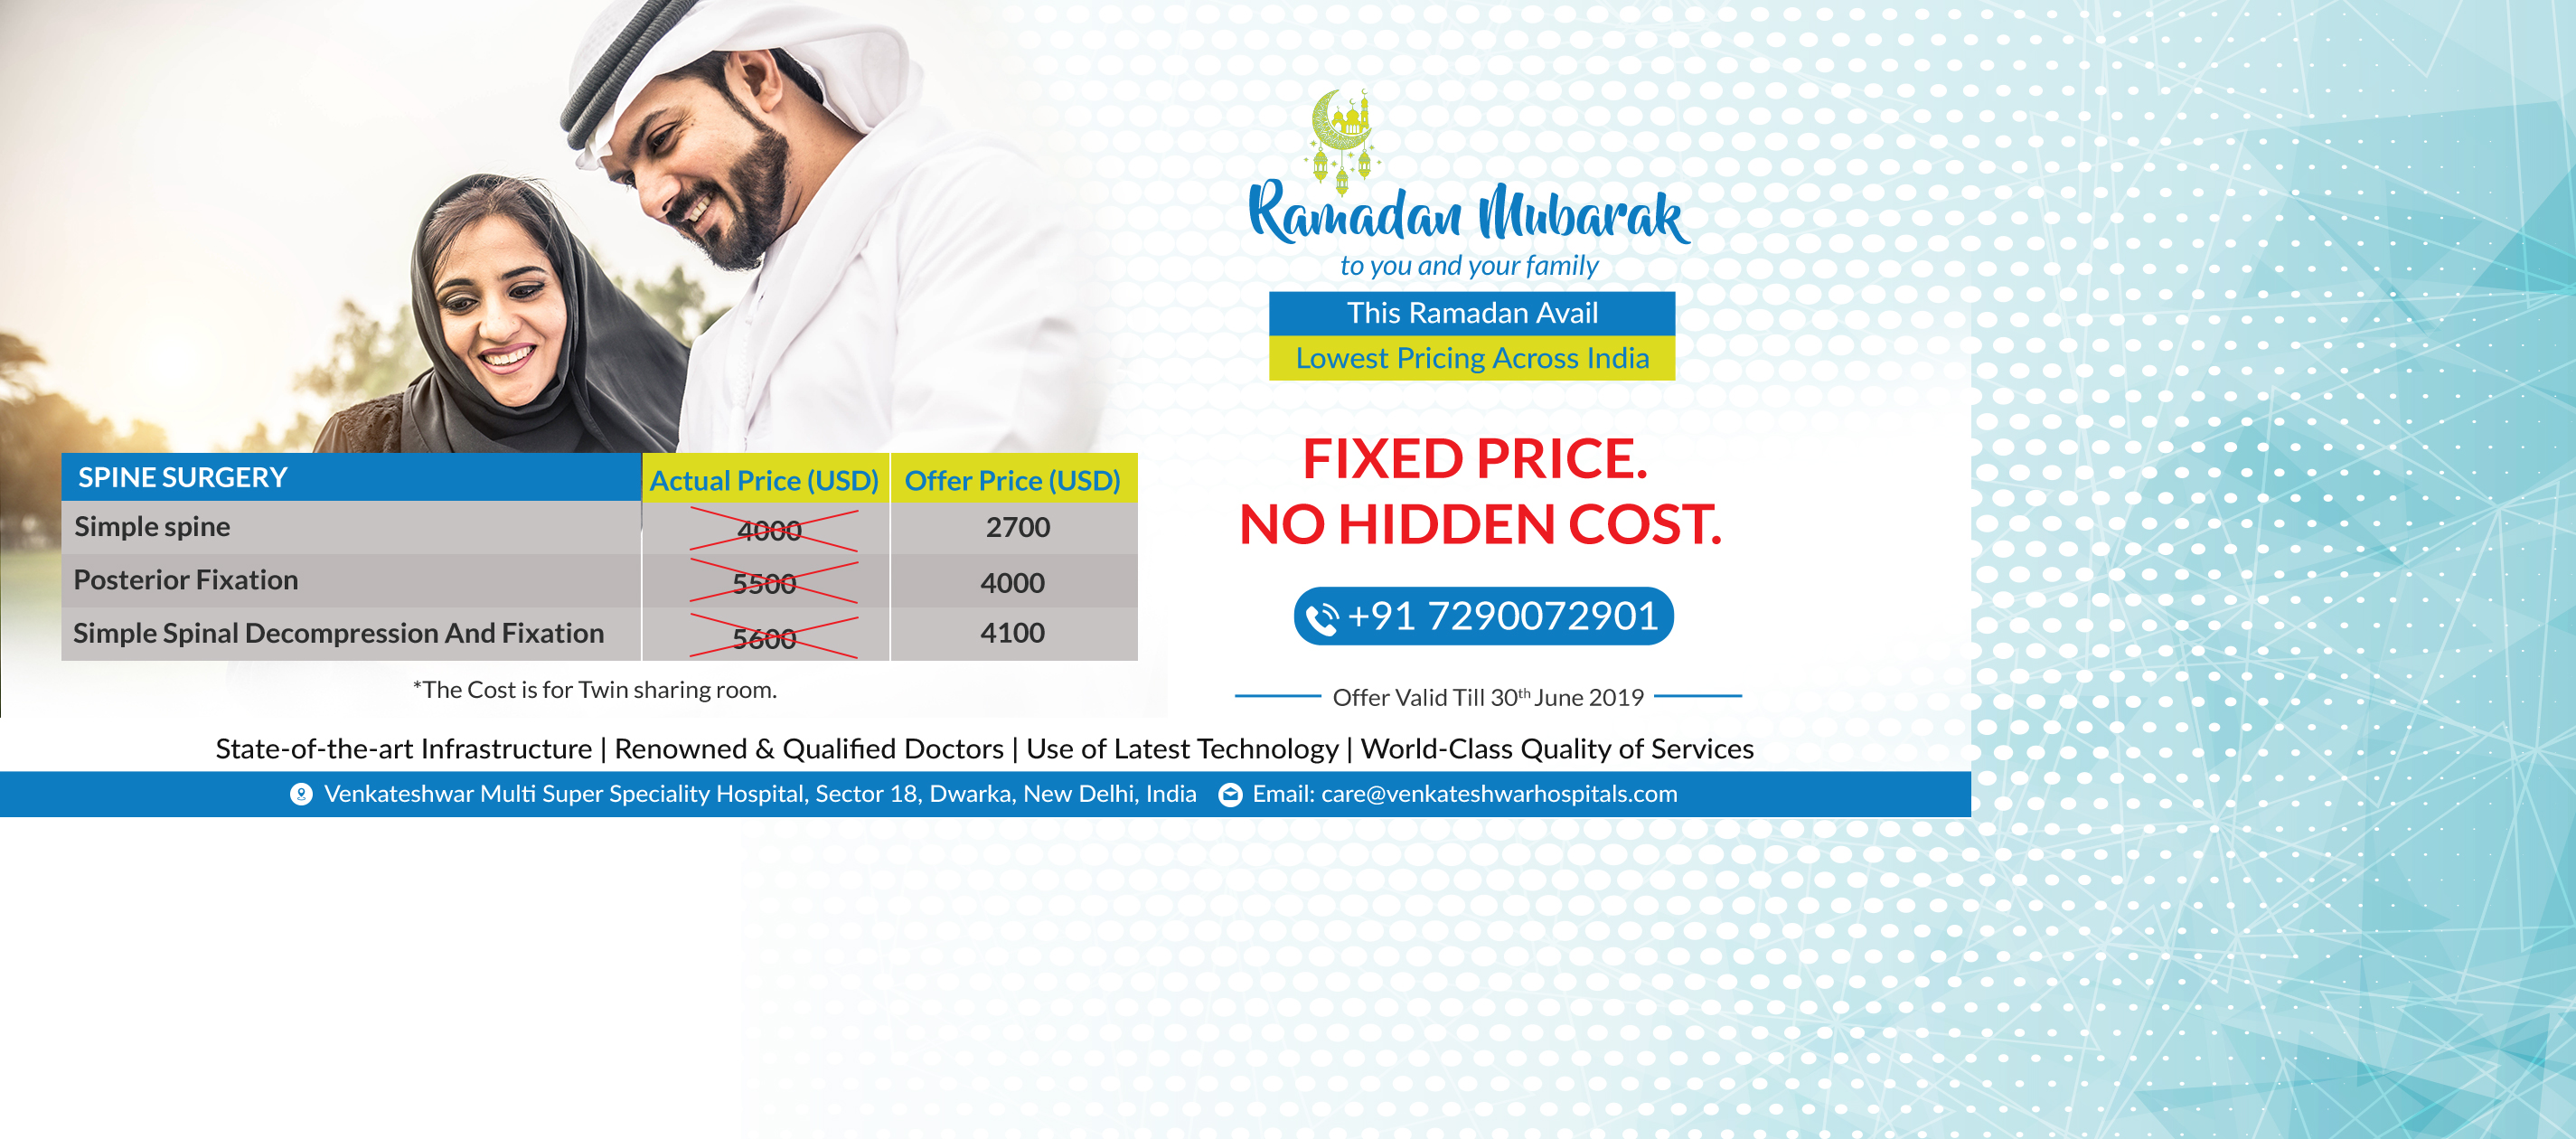 Ramadan Mubarak
to you and your family
This Ramadan Avail
Lowest Pricing Across India
SPINE SURGERY Actual Price (USD) Offer Price (USD)
Simple spine 4000 2700
Posterior Fixation 5500 4000
Simple Spinal Decompression And Fixation 5600 4100
*The Cost is for Twin sharing room.
FIXED PRICE.
NO HIDDEN COST.
+91 7290072901
Offer Valid Till 30th June 2019
State-of-the-art Infrastructure | Renowned & Qualified Doctors | Use of Latest Technology | World-Class Quality of Services
Venkateshwar Multi Super Speciality Hospital, Sector 18, Dwarka, New Delhi, India Email: care@venkateshwarhospitals.com